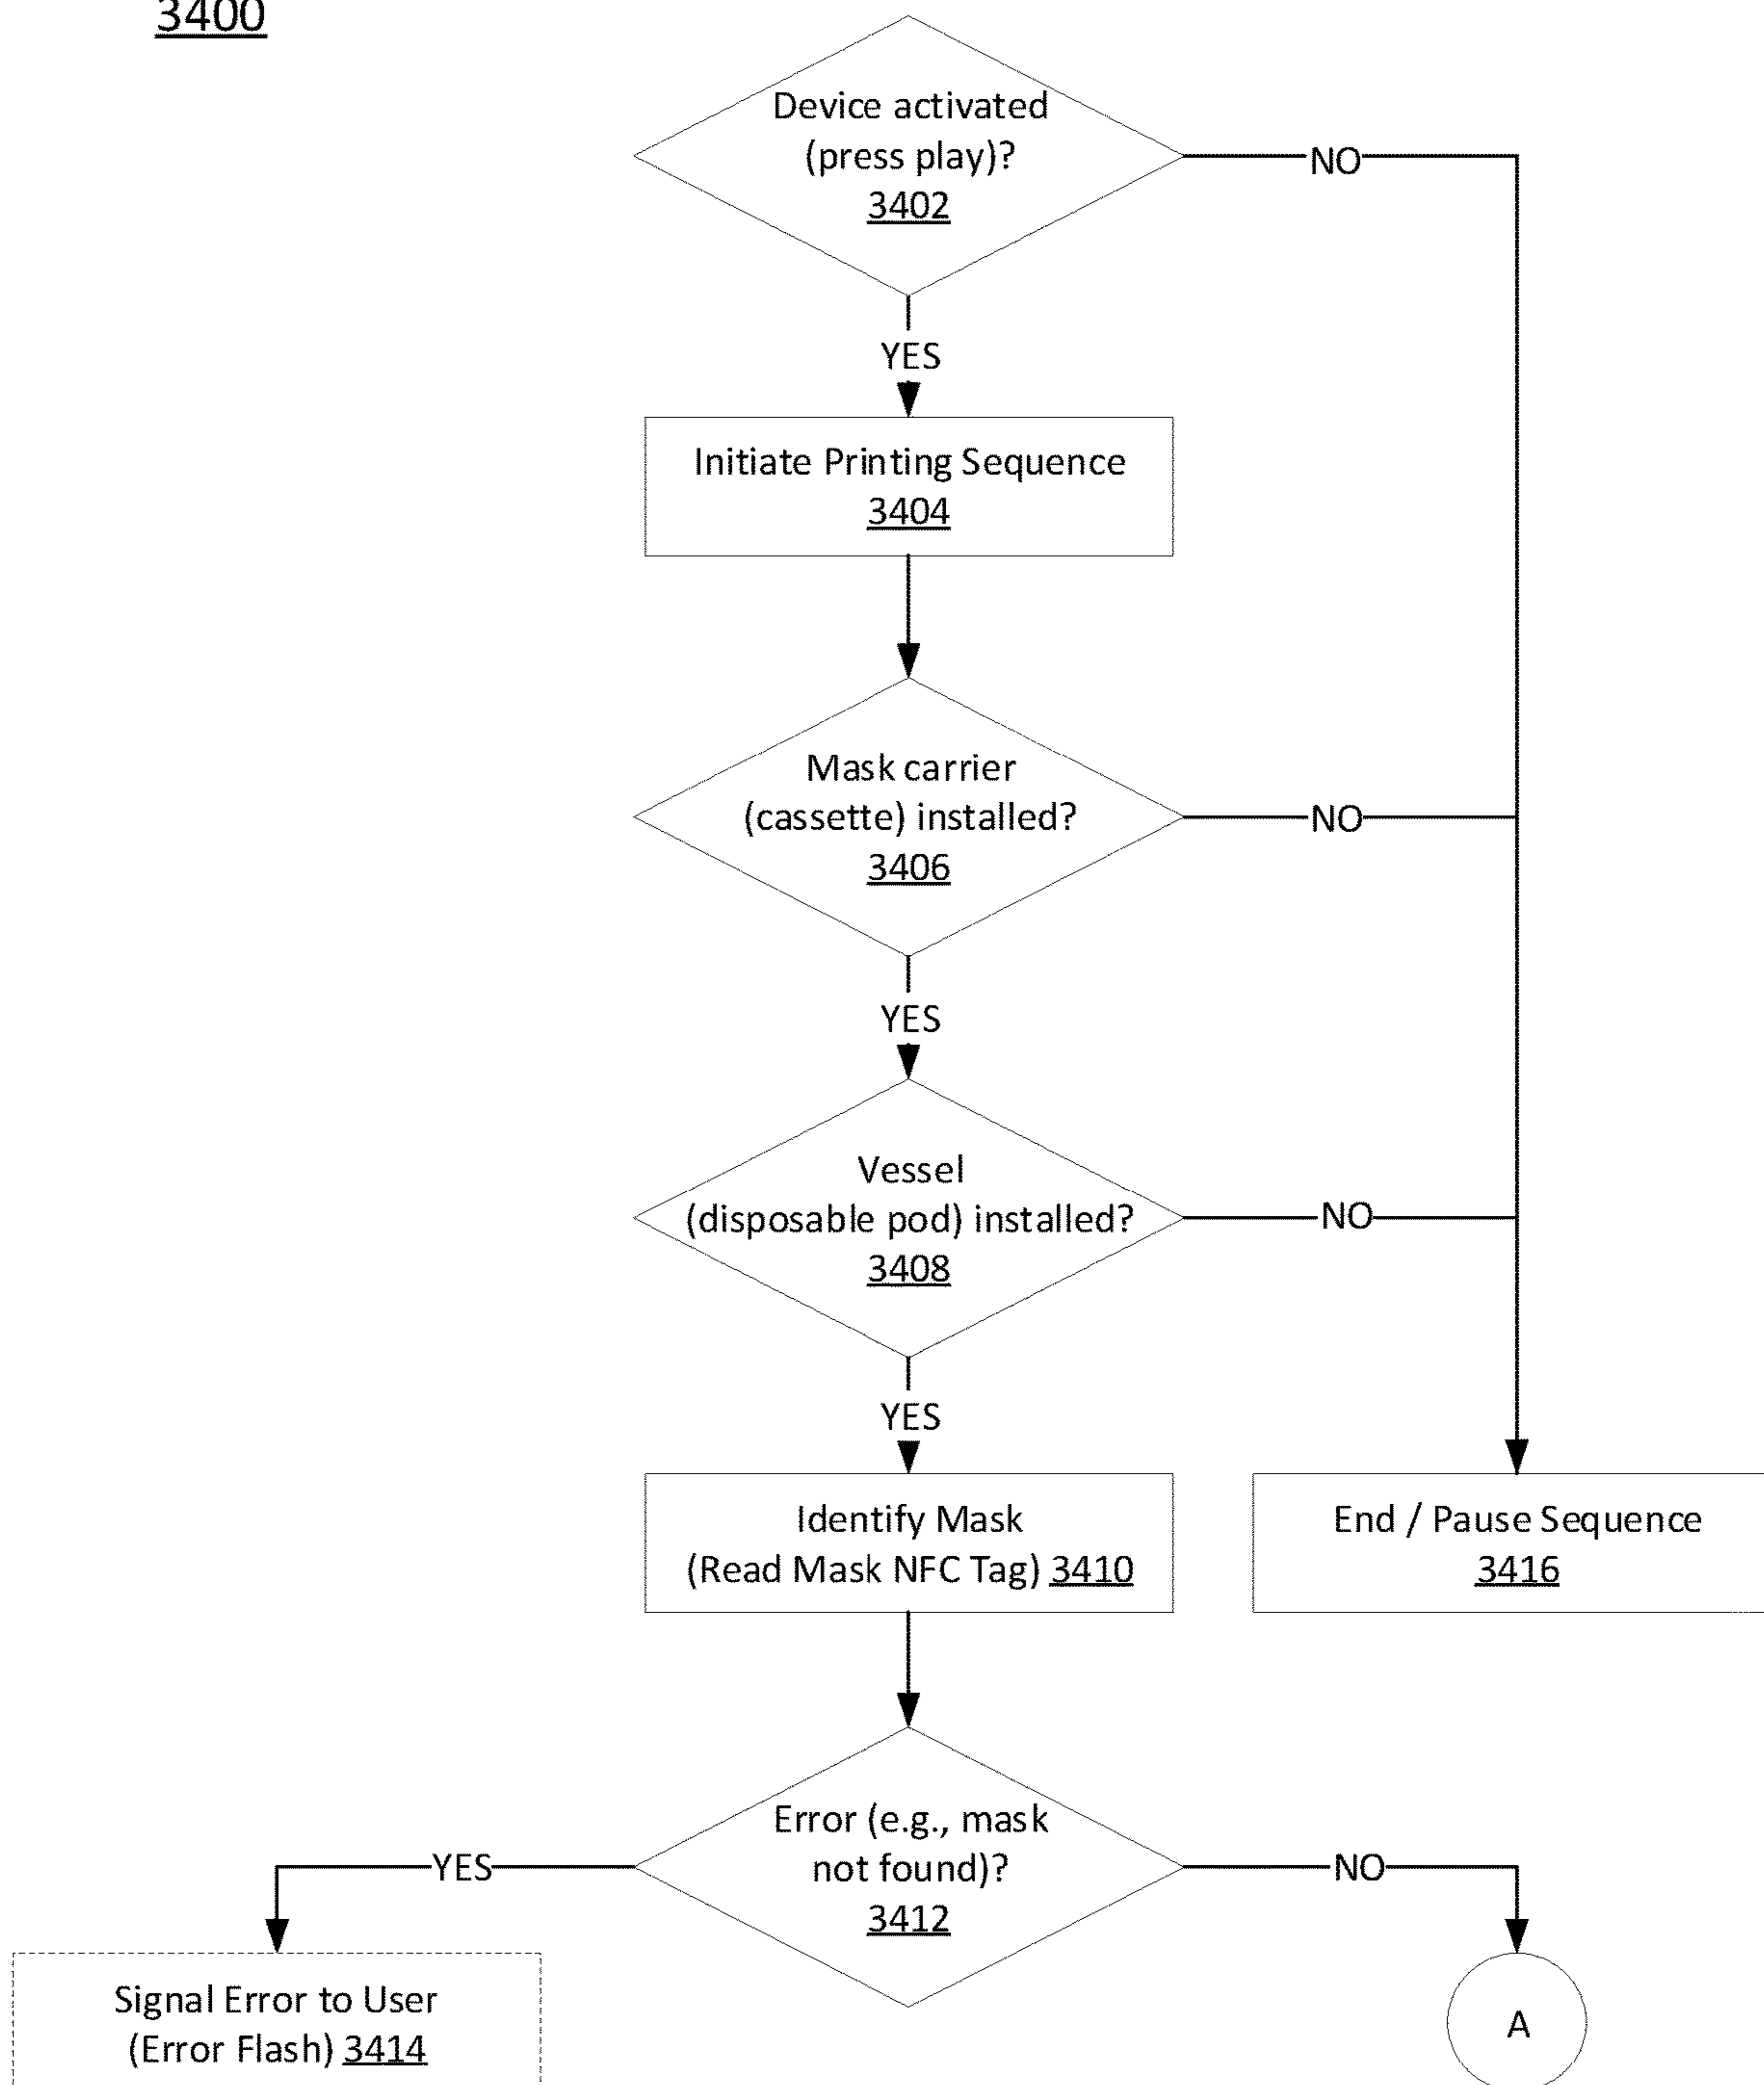 3400
Device activated
(press play)?
3402
NO
YES
Initiate Printing Sequence
3404
Mask carrier
(cassette) installed?
3406
NO
YES
Vessel
(disposable pod) installed?
3408
NO
YES
Identify Mask
(Read Mask NFC Tag) 3410
End / Pause Sequence
3416
Error (e.g., mask
not found)?
3412
YES
NO
Signal Error to User
(Error Flash) 3414
A